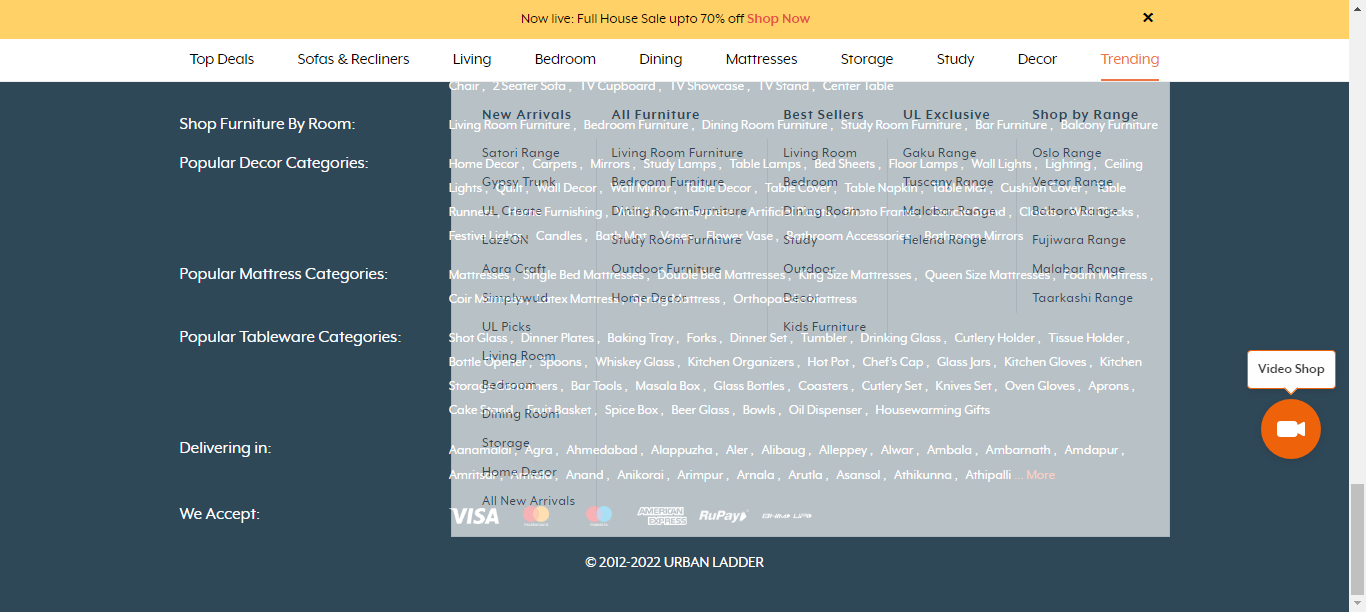 Now live: Full House Sale upto 70% off Shop Now
Top Deals Sofas & Recliners Living Bedroom Dining Mattresses Storage Study Decor Trending
Chair , 2 Seater Sofa , TV Cupboard , TV Showcase , TV Stand , Center Table
New Arrivals All Furniture Best Sellers UL Exclusive Shop by Range
Shop Furniture By Room: Living Room Furniture , Bedroom Furniture , Dining Room Furniture , Study Room Furniture , Bar Furniture , Balcony Furniture
Satori Range Living Room Furniture Living Room Gaku Range Oslo Range
Popular Decor Categories: Home Decor , Carpets , Mirrors , Study Lamps , Table Lamps , Bed Sheets , Floor Lamps , Wall Lights , Lighting , Ceiling
Gypsy Trunk Bedroom Furniture Bedroom Tuscany Range Vector Range
Lights , Quilt , Wall Decor , Wall Mirror , Table Decor , Table Cover , Table Napkin , Table Mat , Cushion Cover , Table
UL Create Dining Room Furniture Dining Room Malabar Range Range
Runner , Home Furnishing ,
LazeON Study Room Furniture Study Helena Range Fujiwara Range
Festive Lights , Candles , Bath Mat , Vases , Flower Vase , Bathroom Accessories , Bathroom Mirrors
Aara Craft Outdoor Furniture Outdoor Malabar Range
Popular Mattress Categories: Mattresses , Single Bed Mattresses , Double Bed Mattresses , King Size Mattresses , Queen Size Mattresses , Foam Mattress ,
Simplywud Home Decor Decor Taarkashi Range
Coir Mattress , Latex Mattress , Spring Mattress , Orthopaedic Mattress
UL Picks Kids Furniture
Popular Tableware Categories: Shot Glass , Dinner Plates , Baking Tray , Forks , Dinner Set , Tumbler , Drinking Glass , Cutlery Holder , Tissue Holder ,
Living Room
Bottle Opener , Spoons , Whiskey Glass , Kitchen Organizers , Hot Pot , Chef's Cap , Glass Jars , Kitchen Gloves , Kitchen
Video Shop
Bedroom
Storage Containers , Bar Tools , Masala Box , Glass Bottles , Coasters , Cutlery Set , Knives Set , Oven Gloves , Aprons ,
Dining Room
Cake Stand , Fruit Basket , Spice Box , Beer Glass , Bowls , Oil Dispenser , Housewarming Gifts
Storage
Delivering in: Aanamalai , Agra , Ahmedabad , Alappuzha , Aler , Alibaug , Alleppey , Alwar , Ambala , Ambarnath , Amdapur ,
Home Decor
Amritsar , Anand , Anikorai , Arimpur , Arnala , Arutla , Asansol , Athikunna , Athipalli ... More
All New Arrivals
We Accept: VISA AMERICAN EXPRESS RuPay BHIM UPI
© 2012-2022 URBAN LADDER